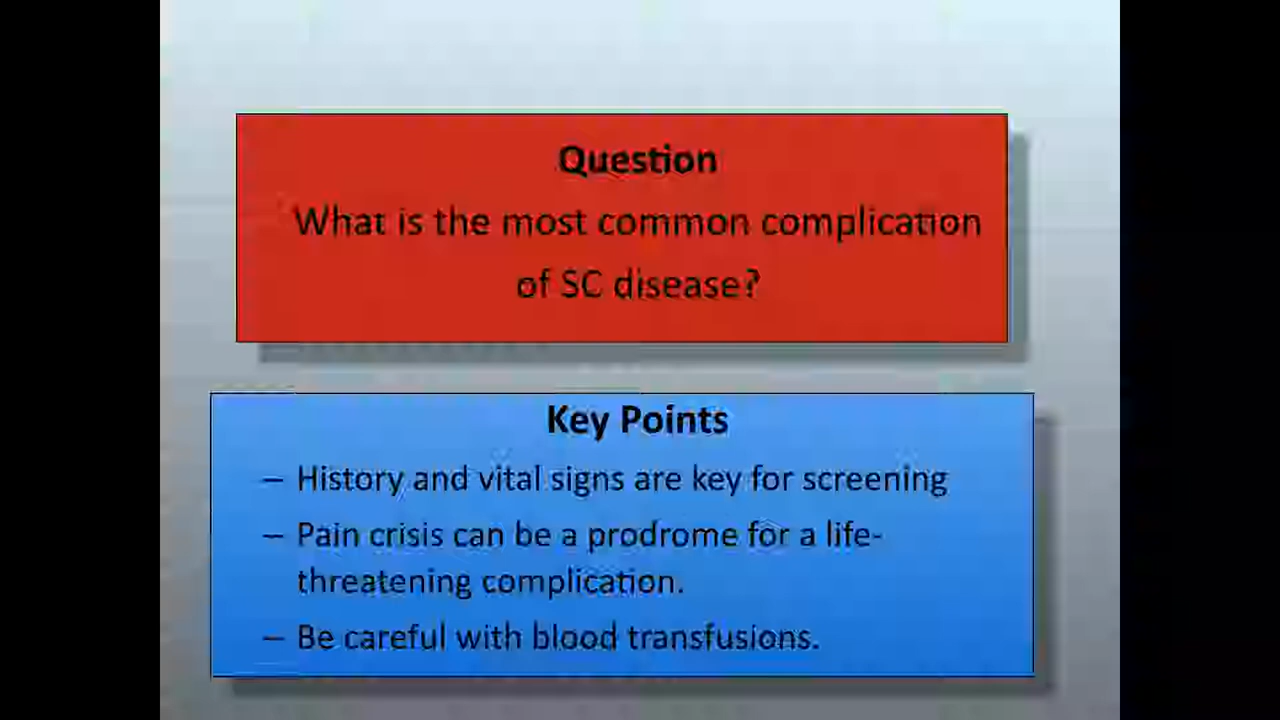 Question
What is the most common complication
of SC disease?
Key Points
– History and vital signs are key for screening
– Pain crisis can be a prodrome for a life-
threatening complication.
– Be careful with blood transfusions.